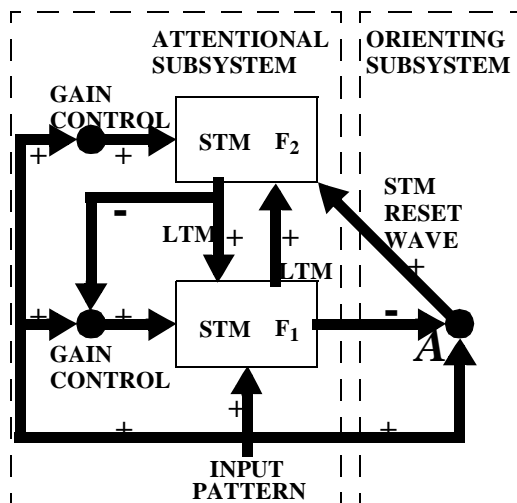 ATTENTIONAL
SUBSYSTEM
ORIENTING
SUBSYSTEM
GAIN
CONTROL
STM F₂
+ +
-
STM
RESET
WAVE
LTM + +
LTM
+
+ +
STM F₁
-
A
GAIN
CONTROL
+
+ +
INPUT
PATTERN